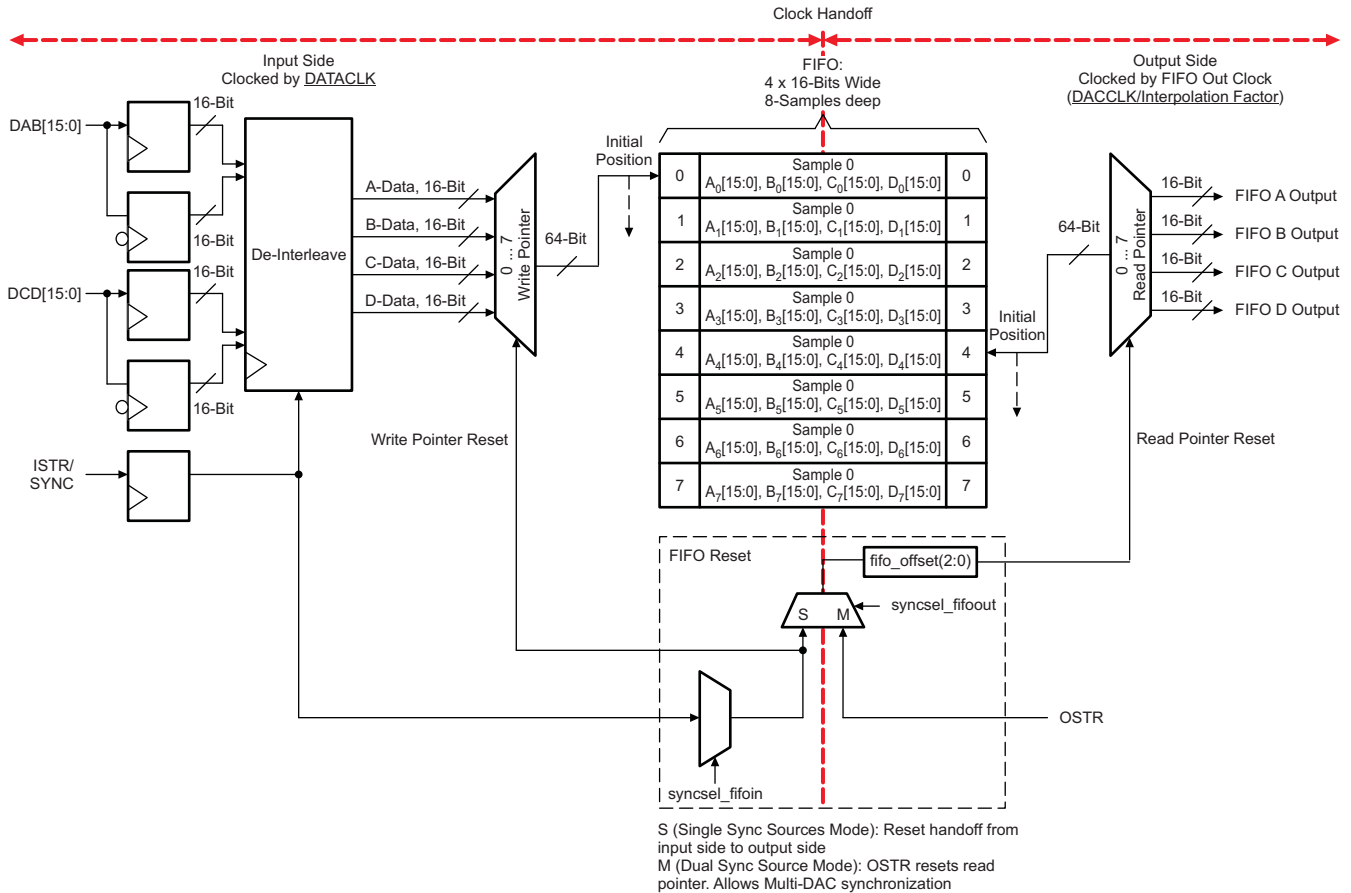 Clock Handoff
Input Side
Clocked by DATACLK
FIFO:
4 x 16-Bits Wide
8-Samples deep
Output Side
Clocked by FIFO Out Clock
(DACCLK/Interpolation Factor)
DAB[15:0]
16-Bit
16-Bit
DCD[15:0]
16-Bit
16-Bit
De-Interleave
A-Data, 16-Bit
B-Data, 16-Bit
C-Data, 16-Bit
D-Data, 16-Bit
0 ... 7
Write Pointer
64-Bit
Initial
Position
0 Sample 0 0
A0[15:0], B0[15:0], C0[15:0], D0[15:0]
1 Sample 0 1
A1[15:0], B1[15:0], C1[15:0], D1[15:0]
2 Sample 0 2
A2[15:0], B2[15:0], C2[15:0], D2[15:0]
3 Sample 0 3
A3[15:0], B3[15:0], C3[15:0], D3[15:0]
4 Sample 0 4
A4[15:0], B4[15:0], C4[15:0], D4[15:0]
5 Sample 0 5
A5[15:0], B5[15:0], C5[15:0], D5[15:0]
6 Sample 0 6
A6[15:0], B6[15:0], C6[15:0], D6[15:0]
7 Sample 0 7
A7[15:0], B7[15:0], C7[15:0], D7[15:0]
Initial
Position
64-Bit
0 ... 7
Read Pointer
16-Bit
FIFO A Output
16-Bit
FIFO B Output
16-Bit
FIFO C Output
16-Bit
FIFO D Output
ISTR/
SYNC
Write Pointer Reset
Read Pointer Reset
FIFO Reset
fifo_offset(2:0)
S M
syncsel_fifoout
OSTR
syncsel_fifoin
S (Single Sync Sources Mode): Reset handoff from
input side to output side
M (Dual Sync Source Mode): OSTR resets read
pointer. Allows Multi-DAC synchronization